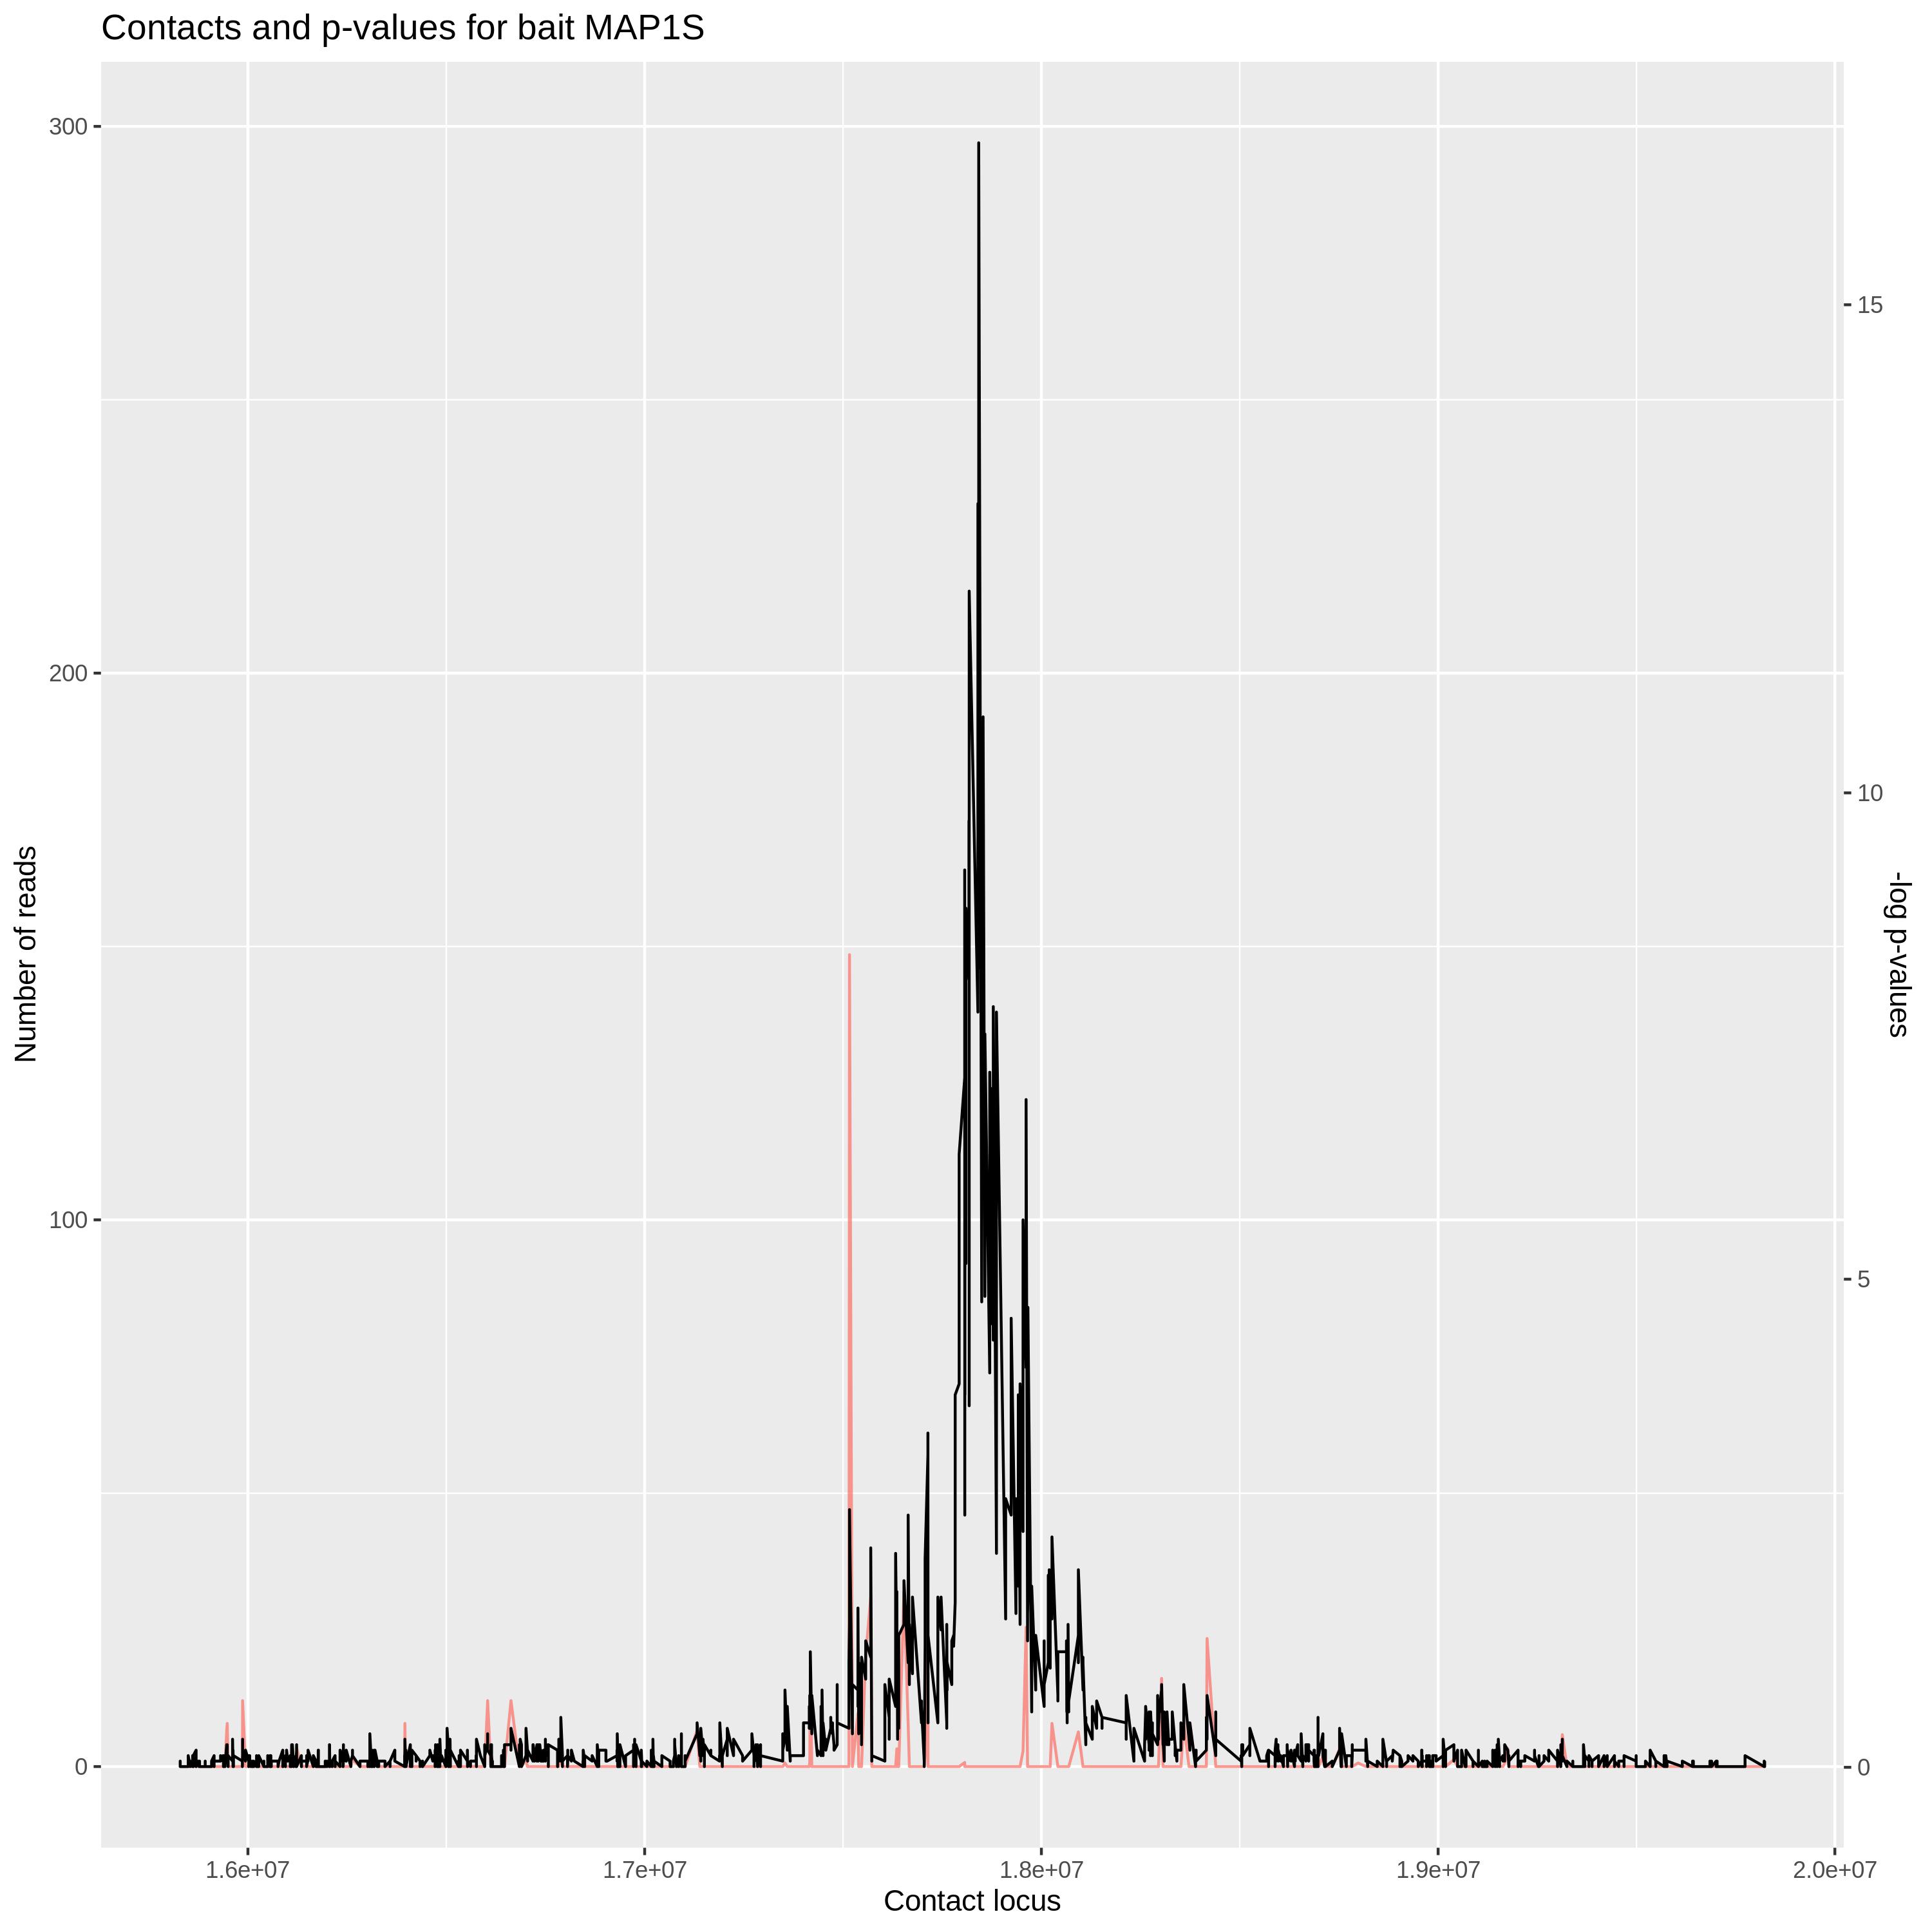 Contacts and p-values for bait MAP1S
300
200
100
0
Number of reads
15
10
5
0
-log p-values
1.6e+07
1.7e+07
1.8e+07
1.9e+07
2.0e+07
Contact locus